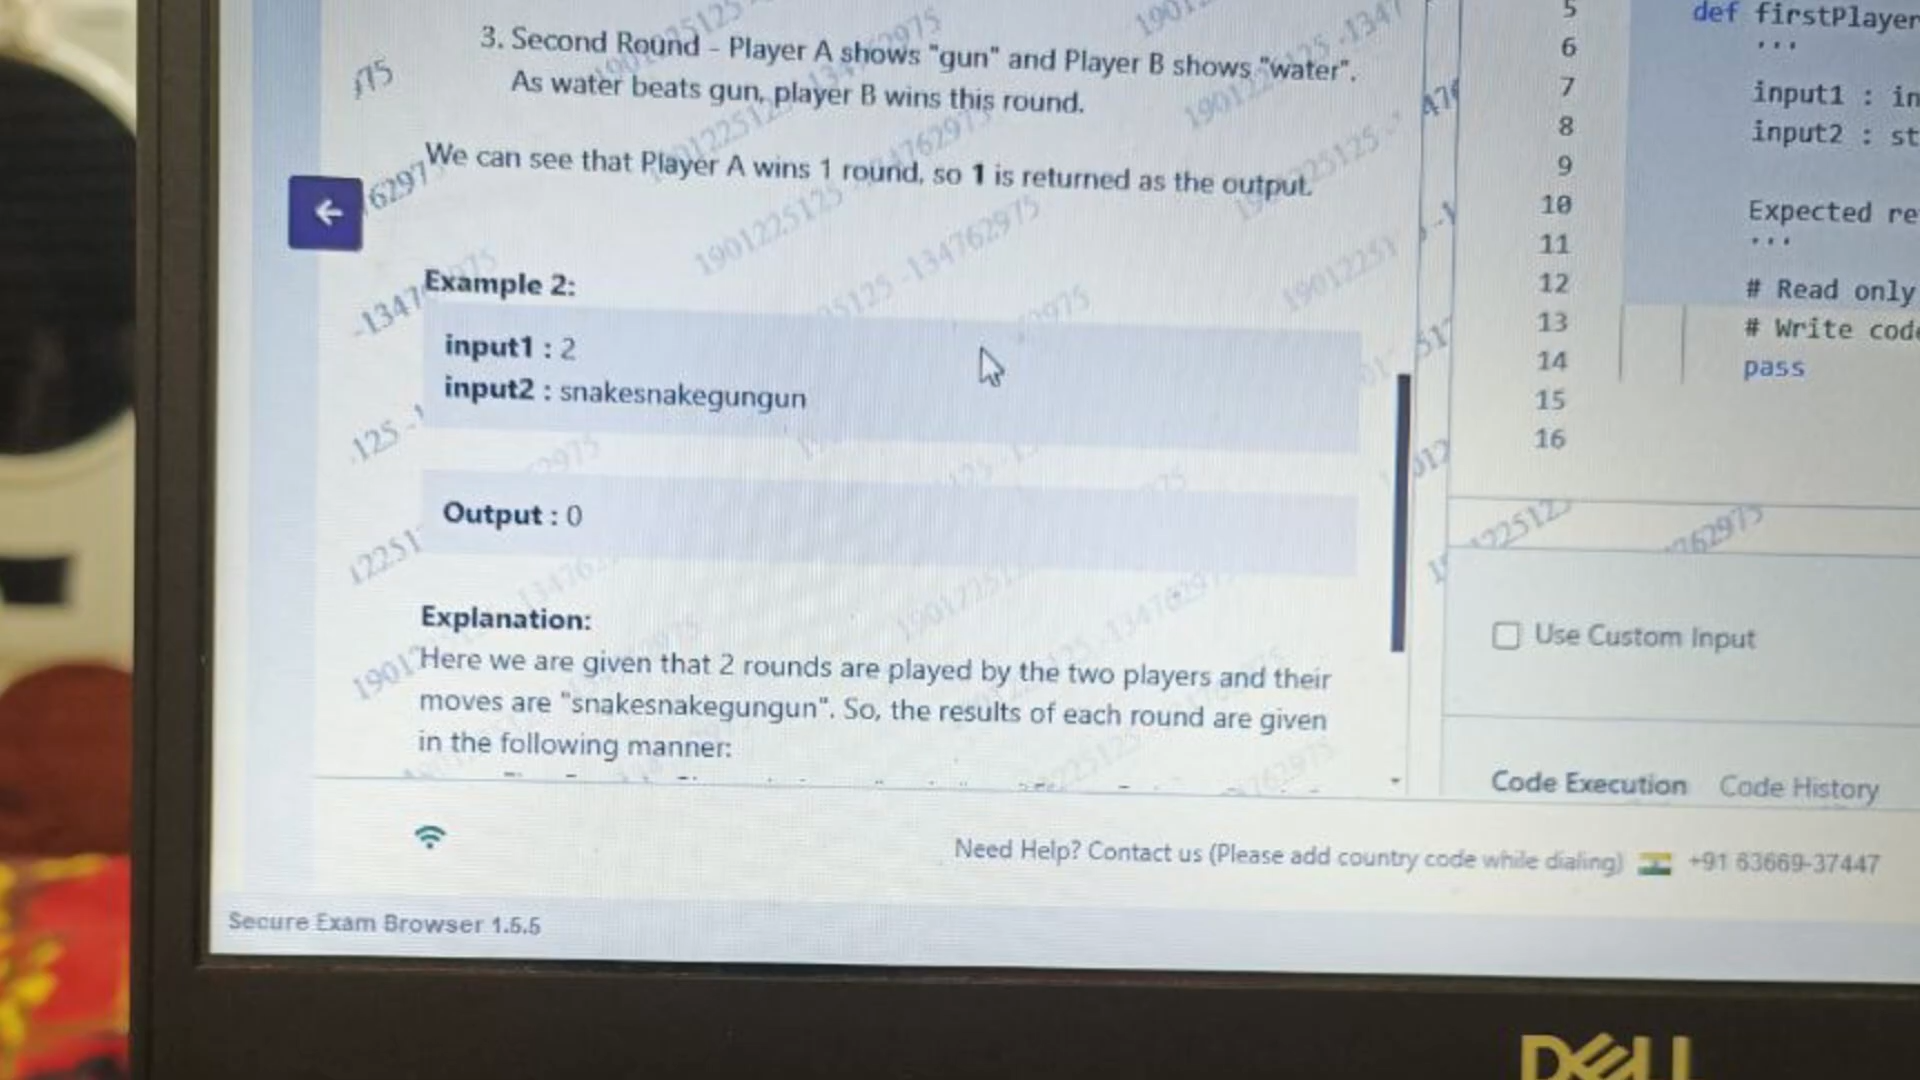 3. Second Round - Player A shows "gun" and Player B shows "water".
As water beats gun, player B wins this round.
We can see that Player A wins 1 round, so 1 is returned as the output.
Example 2:
input1 : 2
input2 : snakesnakegungun
Output : 0
Explanation:
Here we are given that 2 rounds are played by the two players and their
moves are "snakesnakegungun". So, the results of each round are given
in the following manner:
5 def firstPlayer
6 '''
7 input1 : in
8 input2 : st
9
10 Expected re
11 '''
12 # Read only
13 # Write code
14 pass
15
16
Use Custom Input
Code Execution Code History
Need Help? Contact us (Please add country code while dialing) +91 63669-37447
Secure Exam Browser 1.5.5
DELL